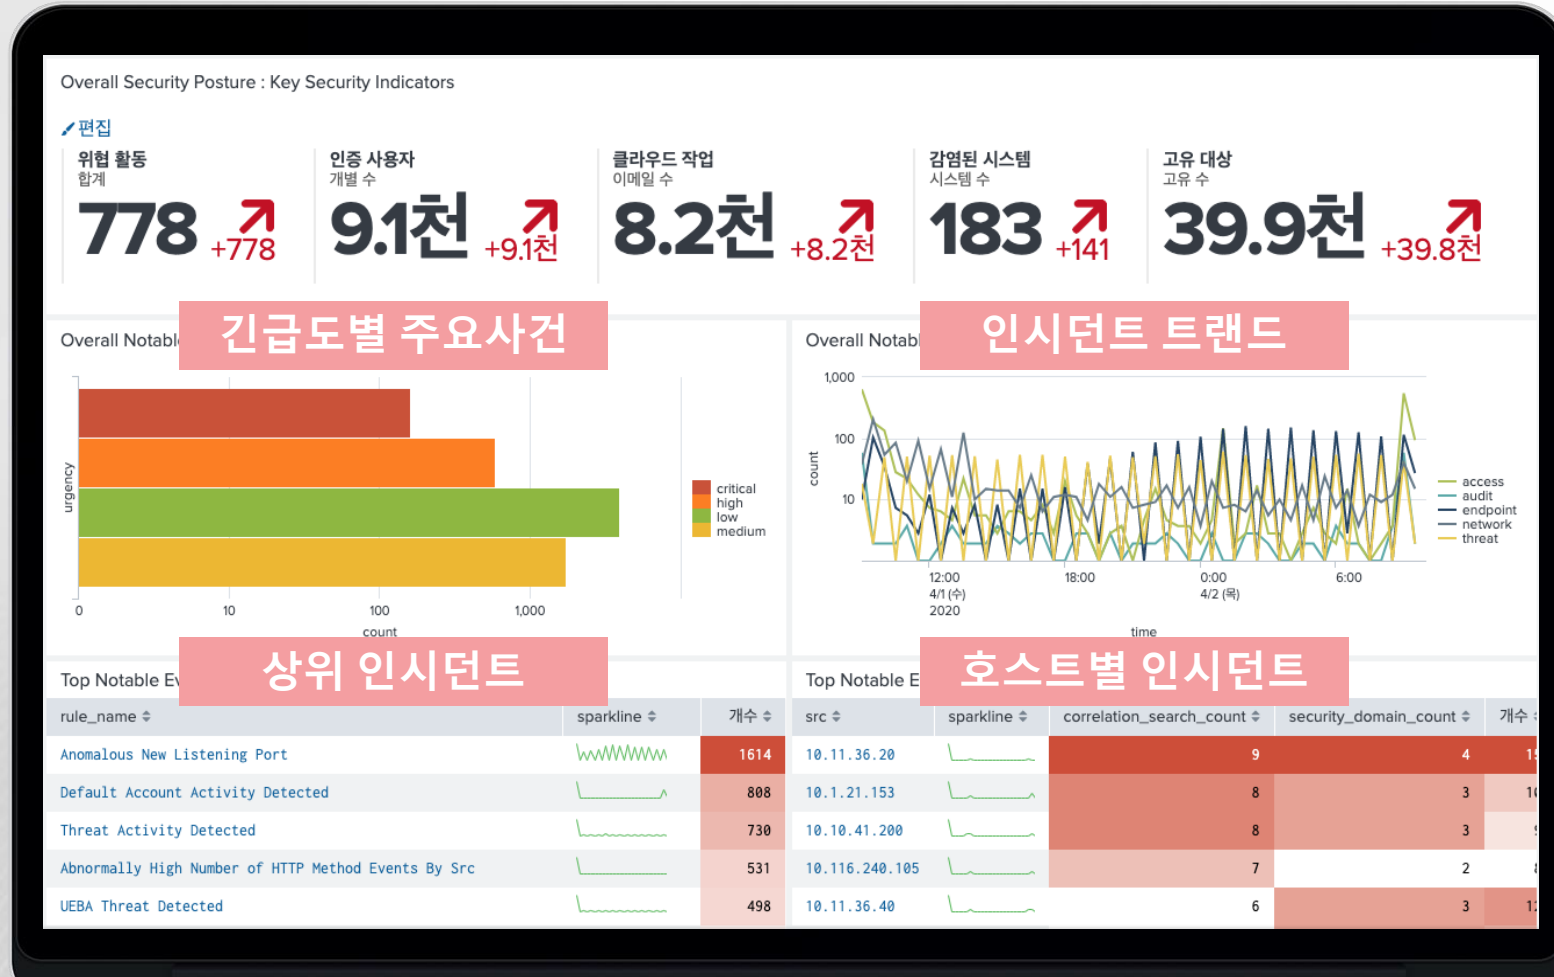 Overall Security Posture : Key Security Indicators
편집
위협 활동
합계
778 +778
인증 사용자
개별 수
9.1천 +9.1천
클라우드 작업
이메일 수
8.2천 +8.2천
감염된 시스템
시스템 수
183 +141
고유 대상
고유 수
39.9천 +39.8천
Overall
긴급도별 주요사건
urgency
critical
high
low
medium
0 10 100 1,000
count
Overall
인시던트 트랜드
1,000
100
10
count
access
audit
endpoint
network
threat
12:00 18:00 0:00 6:00
4/1 (수) 4/2 (목)
2020
time
Top Notable
상위 인시던트
rule_name sparkline 개수
Anomalous New Listening Port 1614
Default Account Activity Detected 808
Threat Activity Detected 730
Abnormally High Number of HTTP Method Events By Src 531
UEBA Threat Detected 498
Top Notable
호스트별 인시던트
src sparkline correlation_search_count security_domain_count 개수
10.11.36.20 9 4
10.1.21.153 8 3
10.10.41.200 8 3
10.116.240.105 7 2
10.11.36.40 6 3